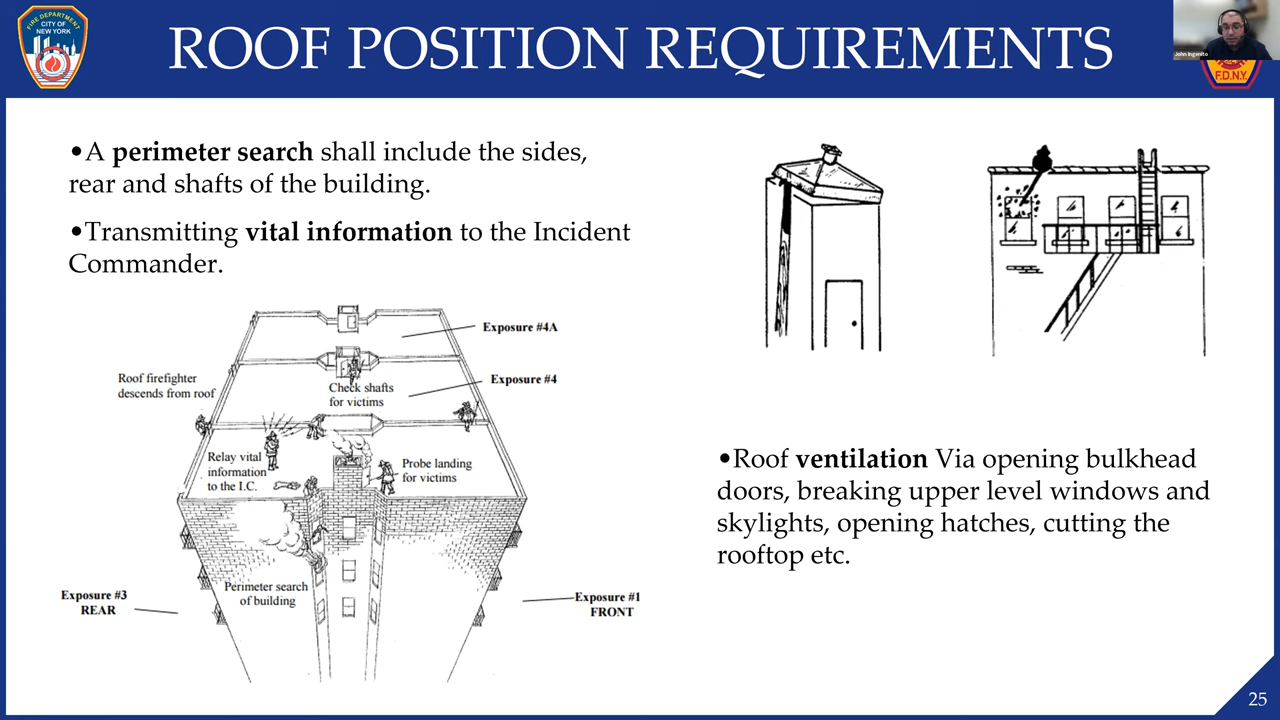 FIRE DEPARTMENT
CITY OF
NEW YORK
ROOF POSITION REQUIREMENTS
John Ingenito
F.D.N.Y.
•A perimeter search shall include the sides,
rear and shafts of the building.
•Transmitting vital information to the Incident
Commander.
Exposure #4A
Roof firefighter
descends from roof
Check shafts
for victims
Exposure #4
Relay vital
information
to the I.C.
Probe landing
for victims
Perimeter search
of building
Exposure #3
REAR
Exposure #1
FRONT
•Roof ventilation Via opening bulkhead
doors, breaking upper level windows and
skylights, opening hatches, cutting the
rooftop etc.
25